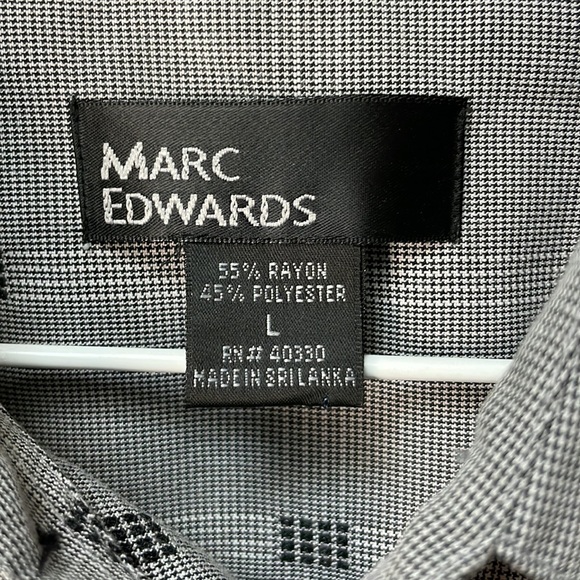 MARC
EDWARDS
55% RAYON
45% POLYESTER
L
RN# 40330
MADE IN SRI LANKA